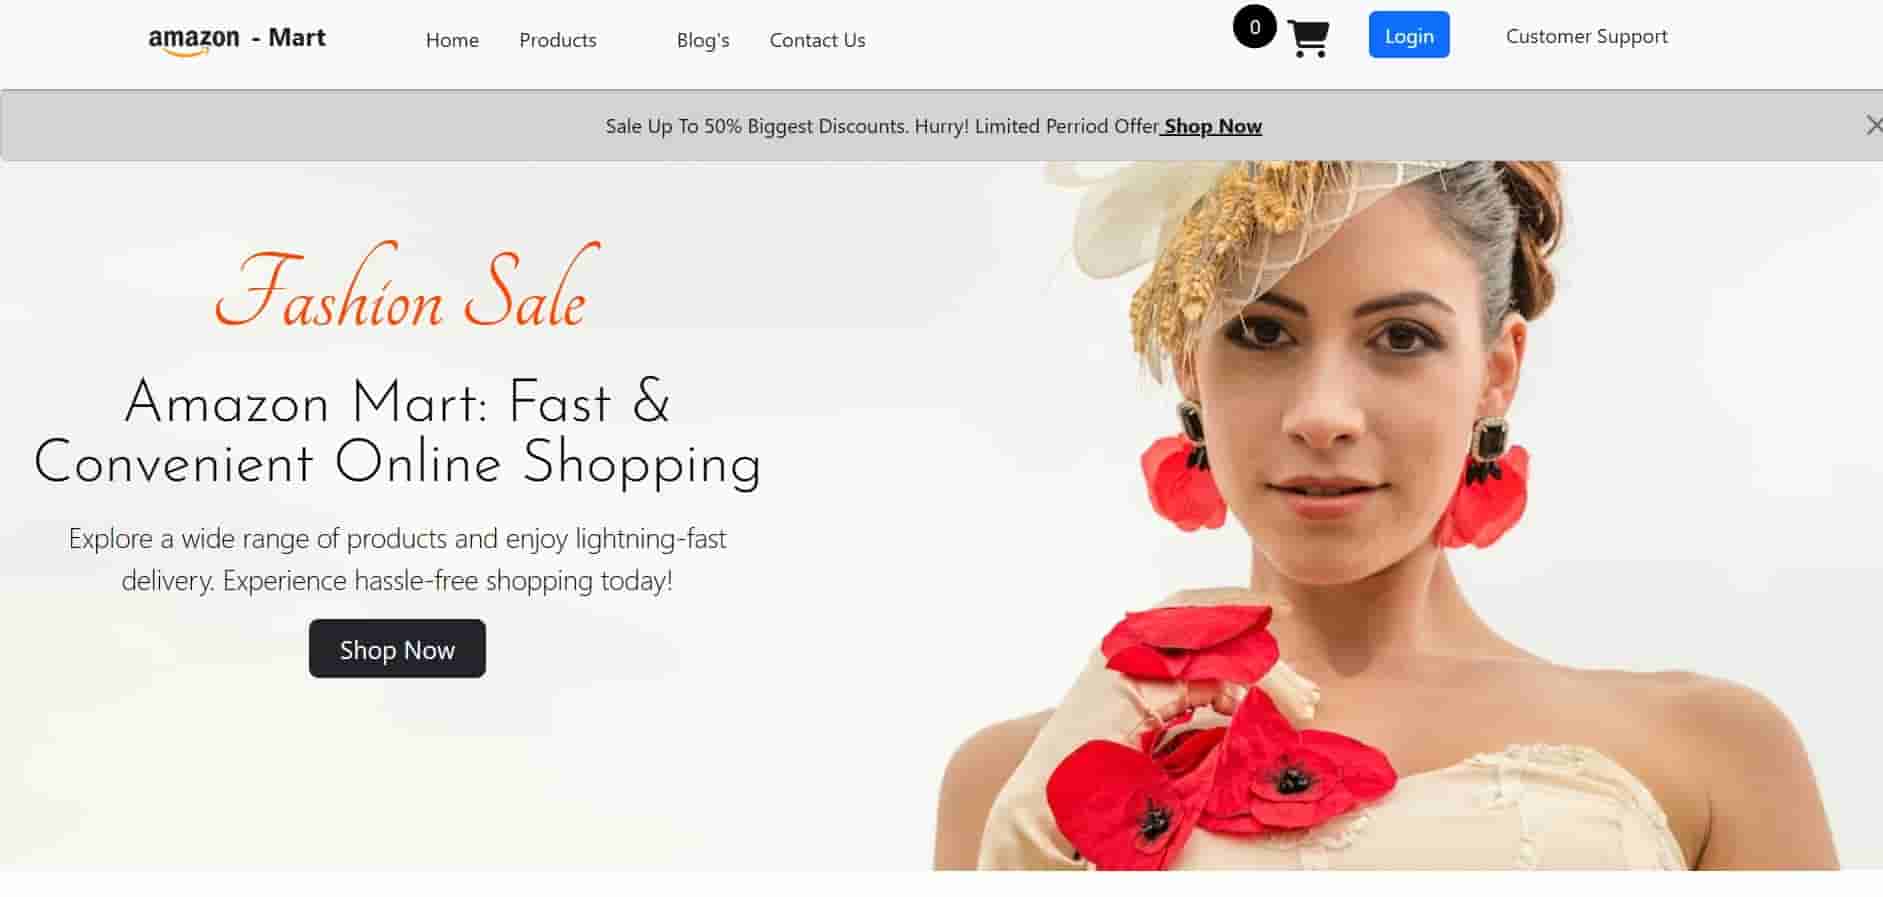 amazon - Mart
Home
Products
Blog's
Contact Us
0
Login
Customer Support
Sale Up To 50% Biggest Discounts. Hurry! Limited Perriod Offer Shop Now
Fashion Sale
Amazon Mart: Fast &
Convenient Online Shopping
Explore a wide range of products and enjoy lightning-fast
delivery. Experience hassle-free shopping today!
Shop Now